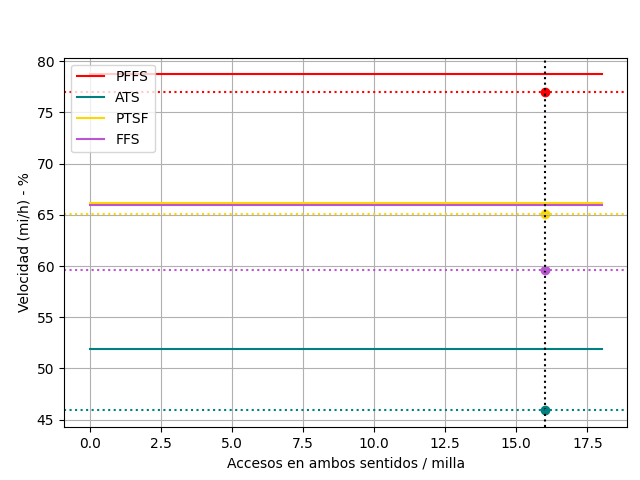 80
75
70
65
60
55
50
45
Velocidad (mi/h) - %
PFFS
ATS
PTSF
FFS
0.0 2.5 5.0 7.5 10.0 12.5 15.0 17.5
Accesos en ambos sentidos / milla